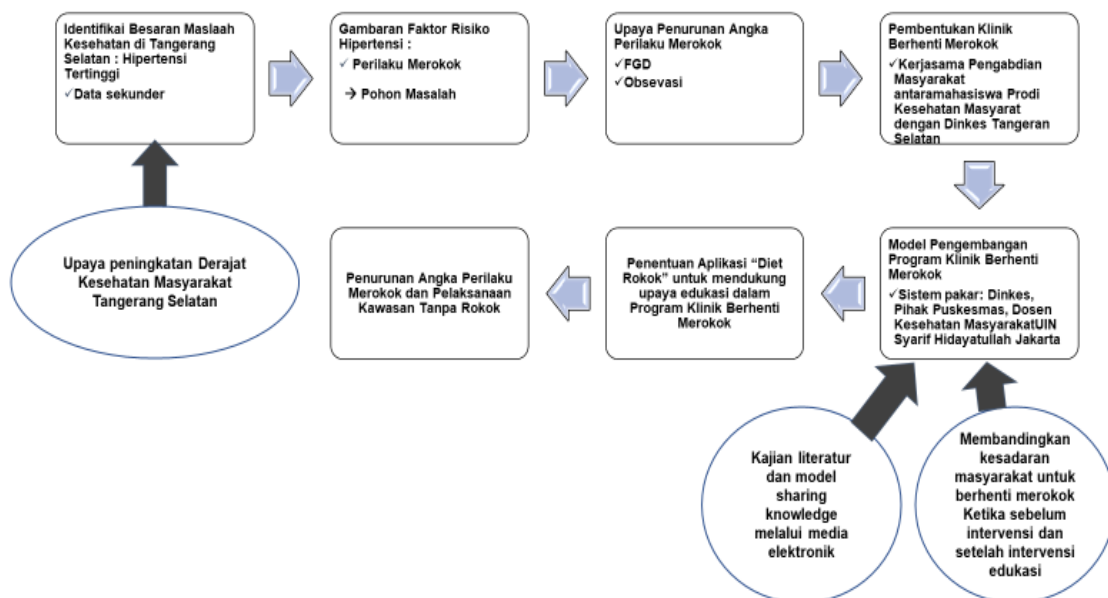 Identifikai Besaran Maslaah
Kesehatan di Tangerang
Selatan : Hipertensi
Tertinggi
✓Data sekunder
Gambaran Faktor Risiko
Hipertensi :
✓ Perilaku Merokok
→ Pohon Masalah
Upaya Penurunan Angka
Perilaku Merokok
✓FGD
✓Obsevasi
Pembentukan Klinik
Berhenti Merokok
✓Kerjasama Pengabdian
Masyarakat
antaramahasiswa Prodi
Kesehatan Masyarat
dengan Dinkes Tangeran
Selatan
Upaya peningkatan Derajat
Kesehatan Masyarakat
Tangerang Selatan
Penurunan Angka Perilaku
Merokok dan Pelaksanaan
Kawasan Tanpa Rokok
Penentuan Aplikasi “Diet
Rokok” untuk mendukung
upaya edukasi dalam
Program Klinik Berhenti
Merokok
Model Pengembangan
Program Klinik Berhenti
Merokok
✓Sistem pakar: Dinkes,
Pihak Puskesmas, Dosen
Kesehatan MasyarakatUIN
Syarif Hidayatullah Jakarta
Kajian literatur
dan model
sharing
knowledge
melalui media
elektronik
Membandingkan
kesadaran
masyarakat untuk
berhenti merokok
Ketika sebelum
intervensi dan
setelah intervensi
edukasi